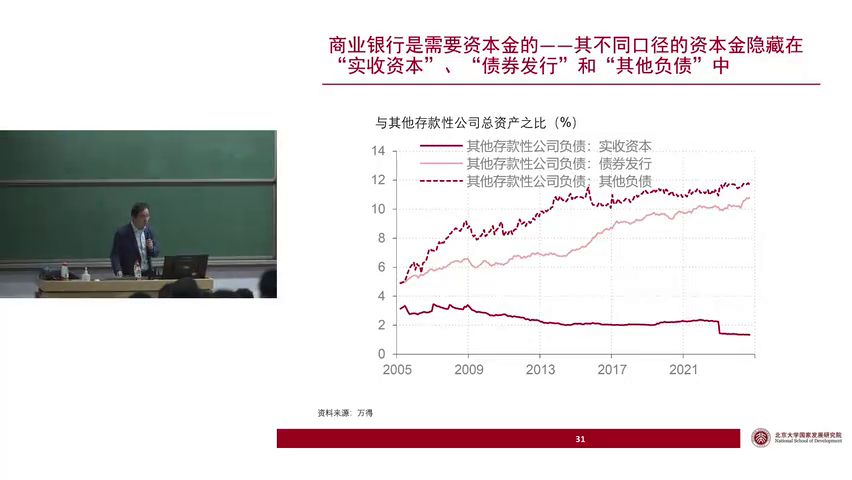 商业银行是需要资本金的——其不同口径的资本金隐藏在
“实收资本”、“债券发行”和“其他负债”中
与其他存款性公司总资产之比（%）
其他存款性公司负债：实收资本
其他存款性公司负债：债券发行
其他存款性公司负债：其他负债
14
12
10
8
6
4
2
0
2005
2009
2013
2017
2021
资料来源：万得
31
北京大学国家发展研究院
National School of Development